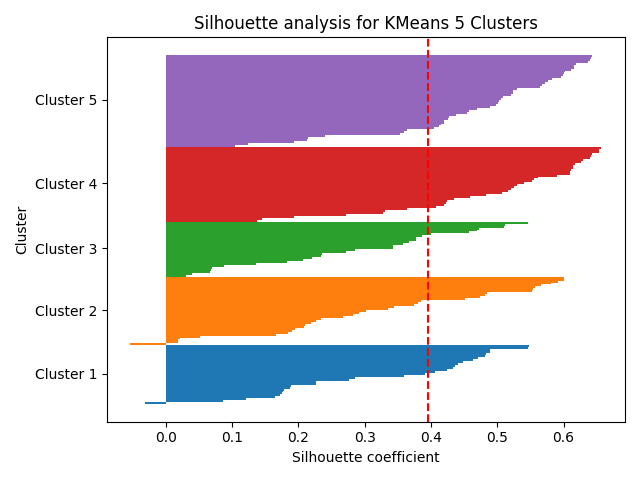 Silhouette analysis for KMeans 5 Clusters
Cluster 5
Cluster 4
Cluster 3
Cluster 2
Cluster 1
Cluster
0.0 0.1 0.2 0.3 0.4 0.5 0.6
Silhouette coefficient